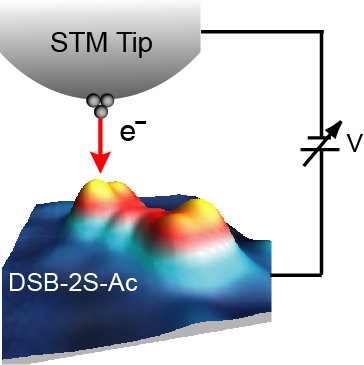 STM Tip
e⁻
V
DSB-2S-Ac